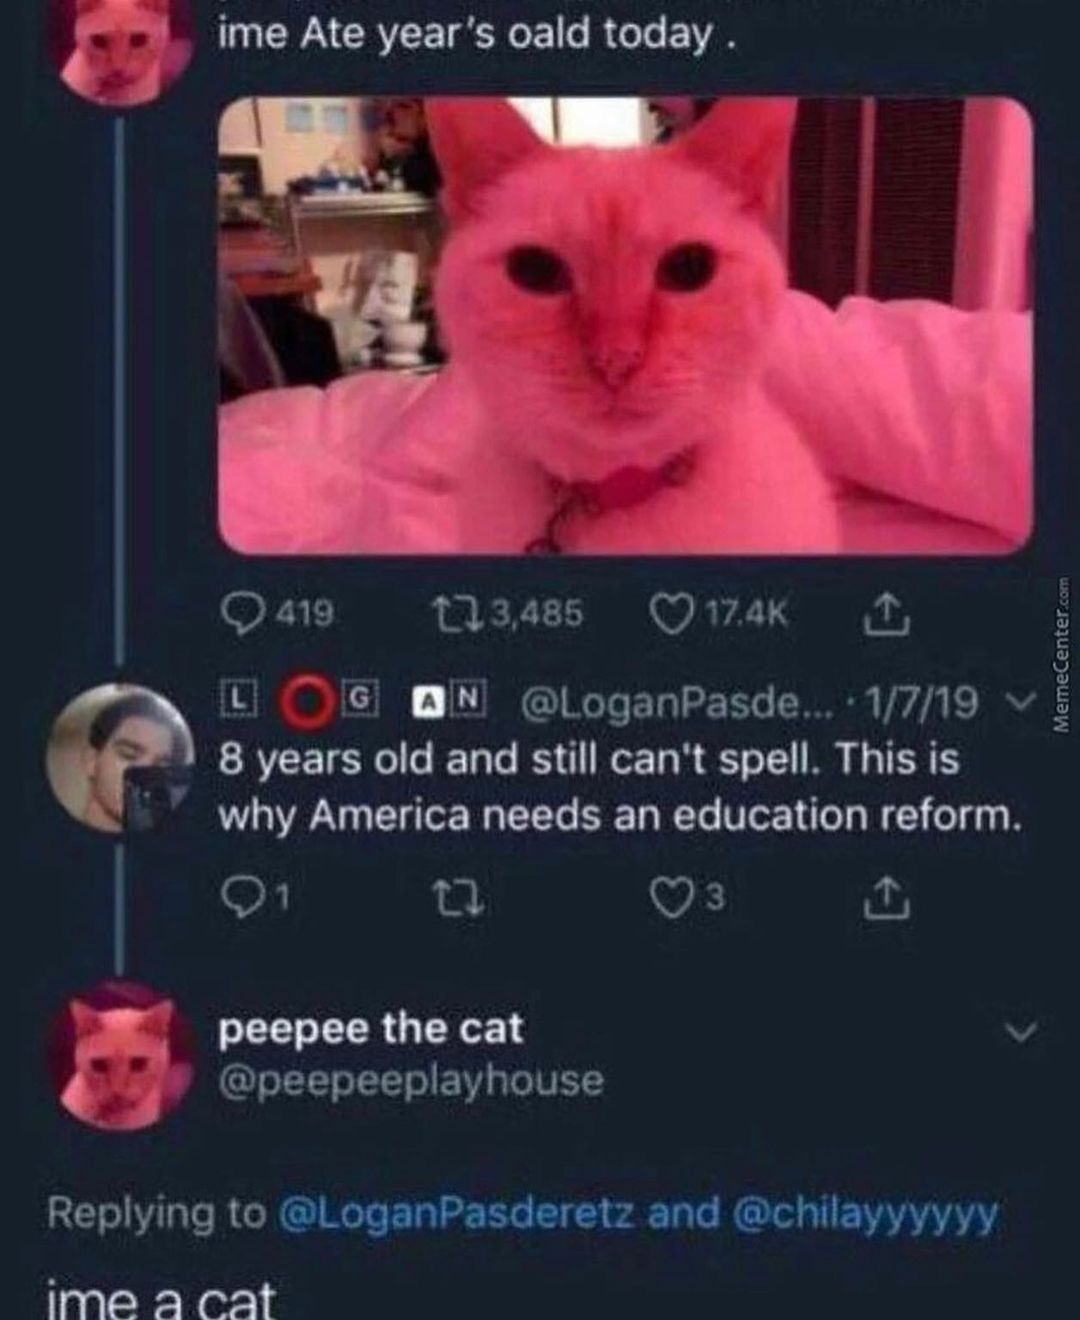 ime Ate year's oald today .
419 3,485 17.4K
L ⭕ G A N @LoganPasde... · 1/7/19
8 years old and still can't spell. This is
why America needs an education reform.
1 3
peepee the cat
@peepeeplayhouse
Replying to @LoganPasderetz and @chilayyyyyy
ime a cat
MemeCenter.com